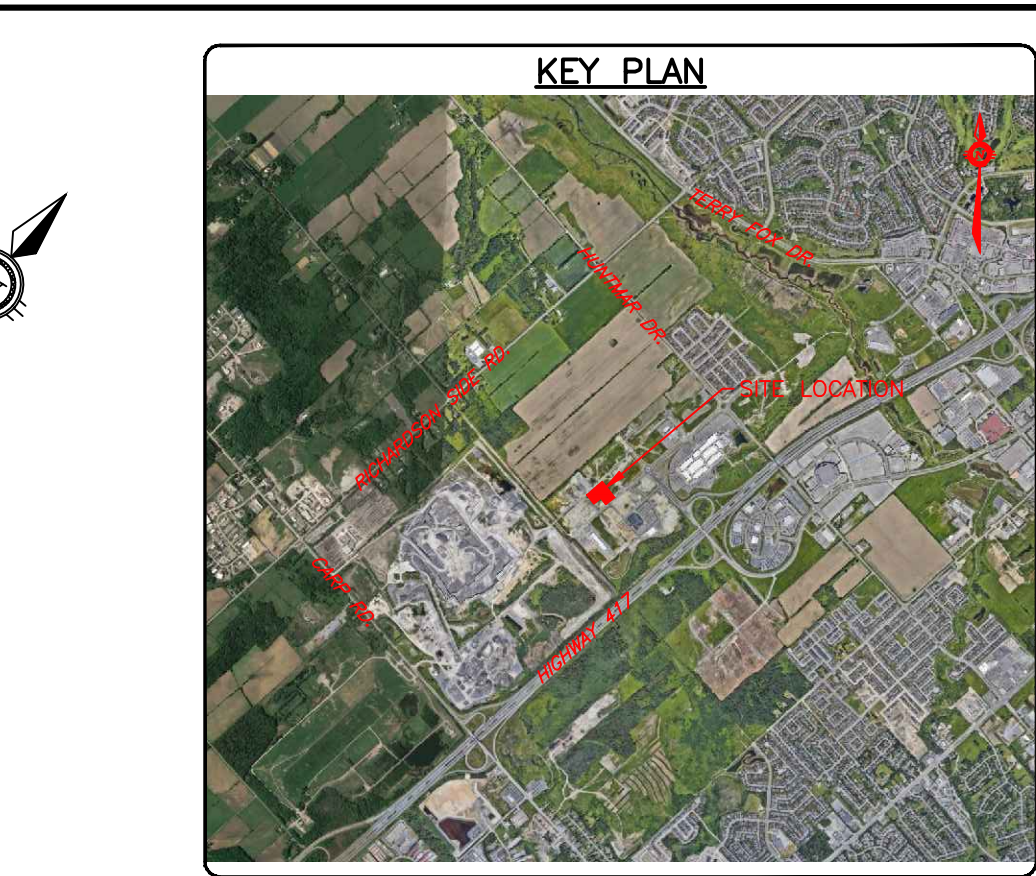 KEY PLAN
TERRY FOX DR.
HUNTMAR DR.
RICHARDSON SIDE RD.
SITE LOCATION
CARP RD.
HIGHWAY 417